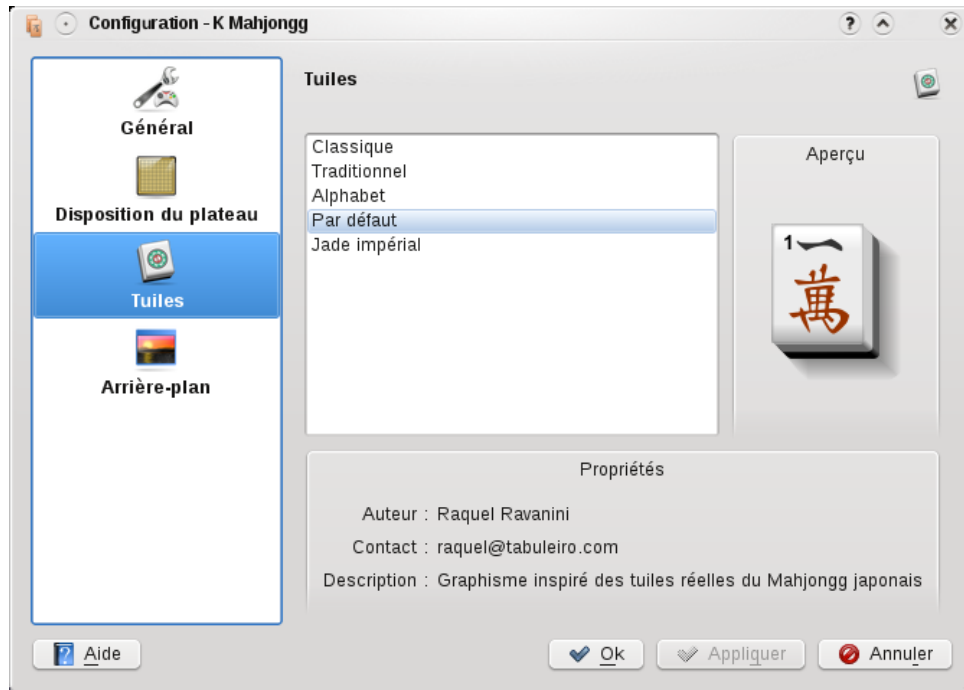 Configuration - K Mahjongg
Général
Disposition du plateau
Tuiles
Arrière-plan
Tuiles
Classique
Traditionnel
Alphabet
Par défaut
Jade impérial
Aperçu
1 一
萬
Propriétés
Auteur : Raquel Ravanini
Contact : raquel@tabuleiro.com
Description : Graphisme inspiré des tuiles réelles du Mahjongg japonais
Aide
Ok
Appliquer
Annuler